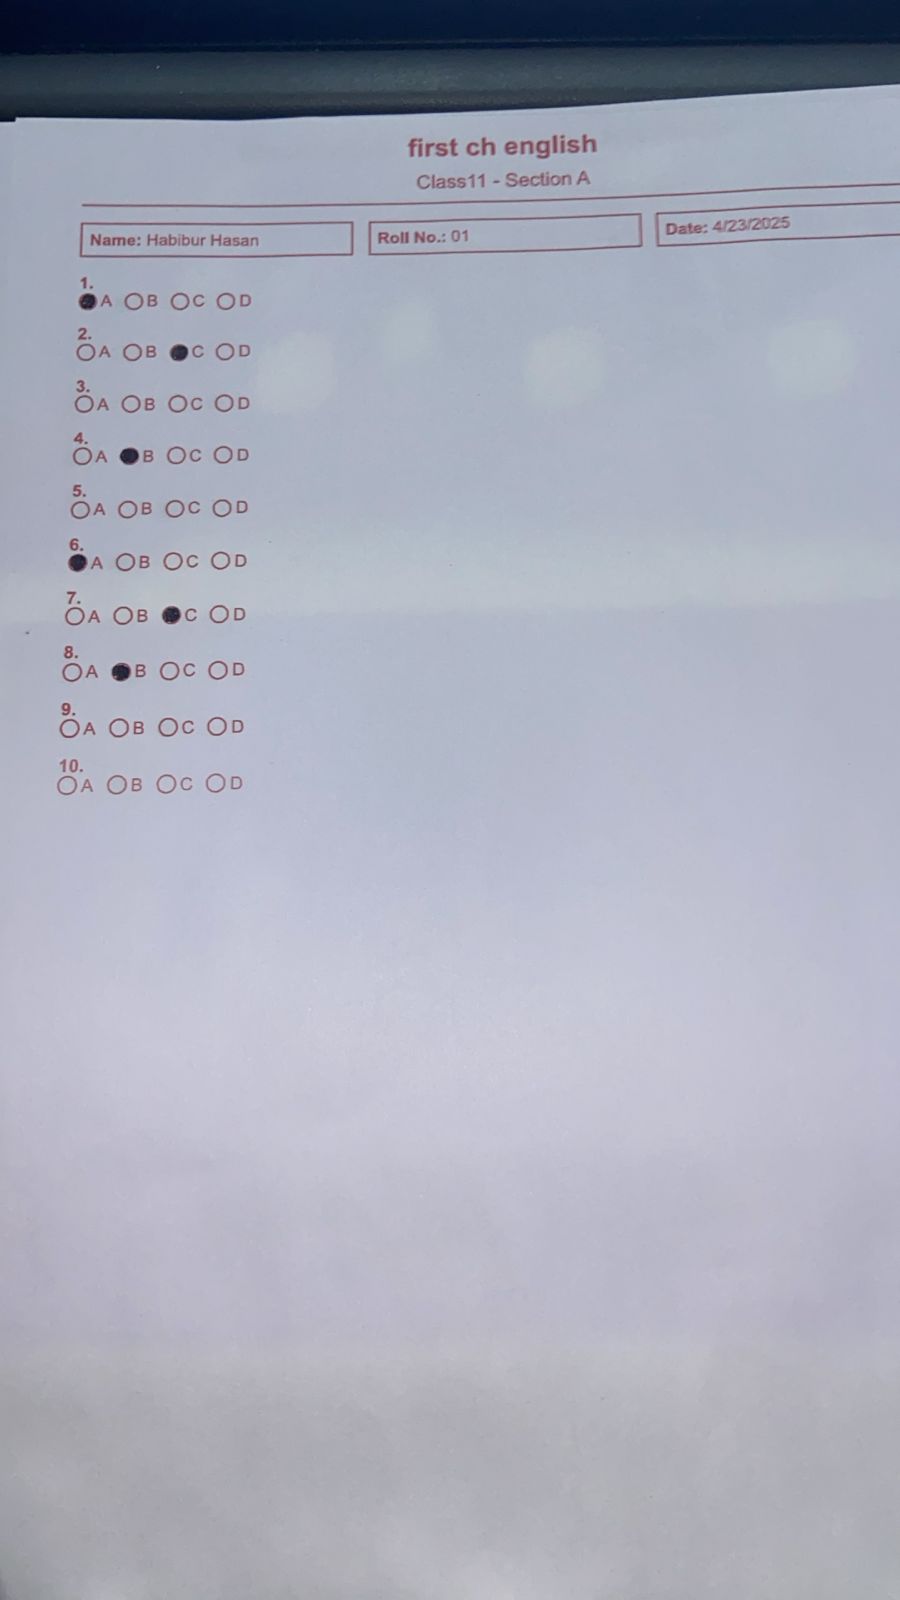 first ch english
Class11 - Section A
Name: Habibur Hasan
Roll No.: 01
Date: 4/23/2025
1.
A B C D
2.
A B C D
3.
A B C D
4.
A B C D
5.
A B C D
6.
A B C D
7.
A B C D
8.
A B C D
9.
A B C D
10.
A B C D